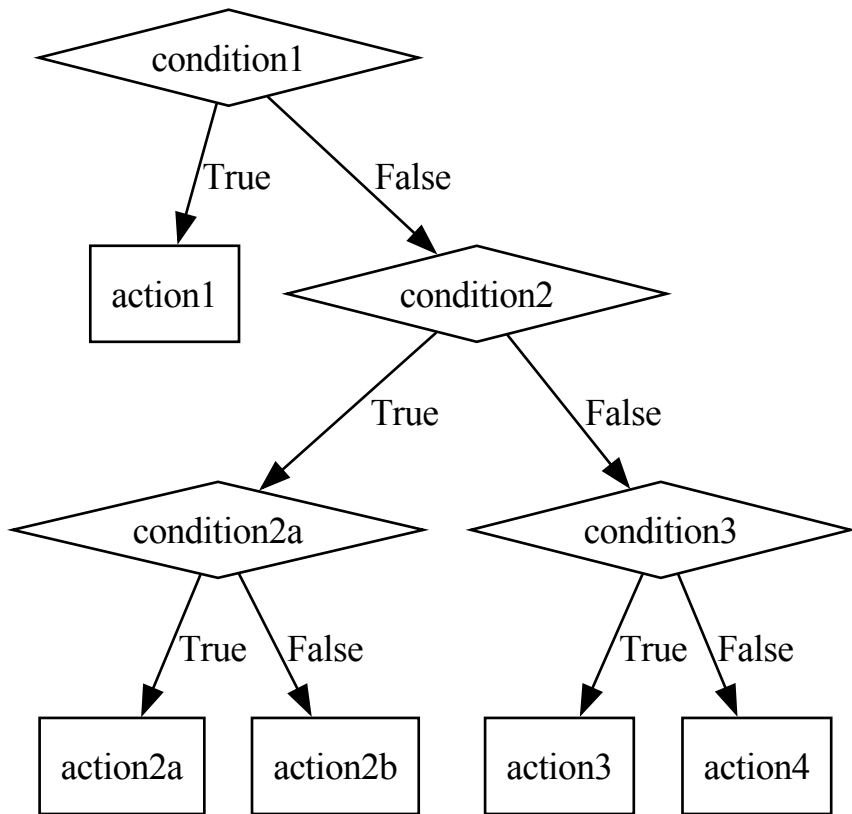 condition1
True
False
action1
condition2
True
False
condition2a
condition3
True
False
True
False
action2a
action2b
action3
action4